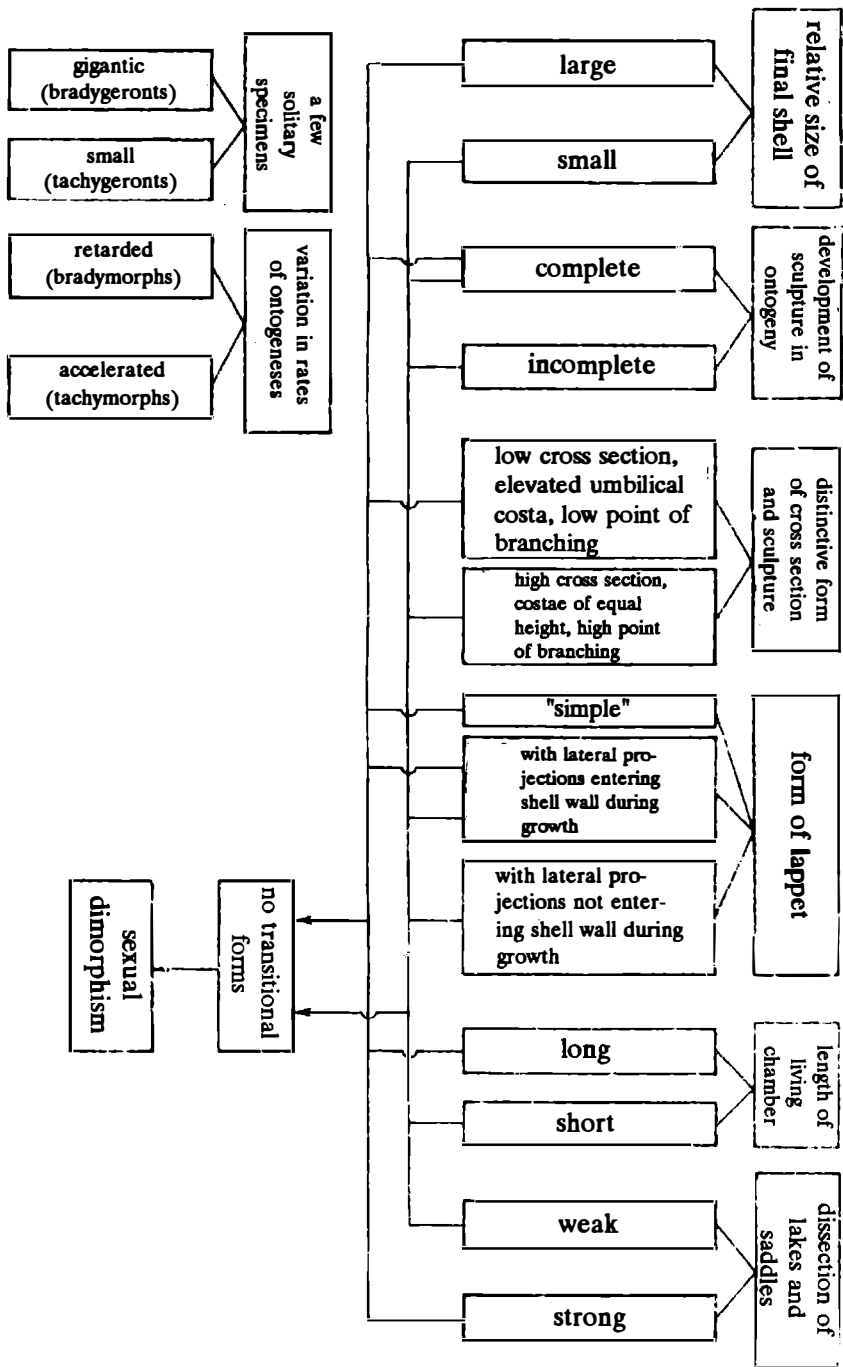 relative size of
final shell
large
small
development of
sculpture in
ontogeny
complete
incomplete
distinctive form
of cross section
and sculpture
low cross section,
elevated umbilical
costa, low point of
branching
high cross section,
costae of equal
height, high point
of branching
form of lappet
"simple"
with lateral pro-
jections entering
shell wall during
growth
with lateral pro-
jections not enter-
ing shell wall during
growth
length of
living
chamber
long
short
dissection of
lakes and
saddles
weak
strong
a few
solitary
specimens
gigantic
(bradygeronts)
small
(tachygeronts)
variation in rates
of ontogeneses
retarded
(bradymorphs)
accelerated
(tachymorphs)
no transitional
forms
sexual
dimorphism